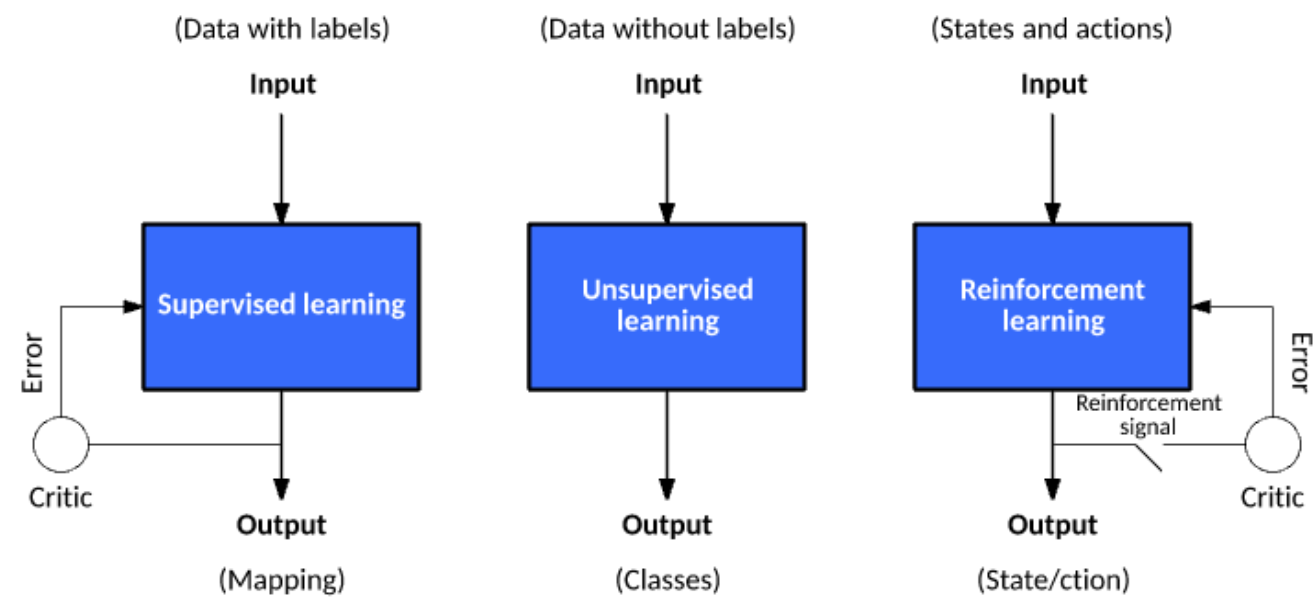 (Data with labels)
Input
Supervised learning
Error
Critic
Output
(Mapping)
(Data without labels)
Input
Unsupervised
learning
Output
(Classes)
(States and actions)
Input
Reinforcement
learning
Error
Reinforcement
signal
Critic
Output
(State/ction)